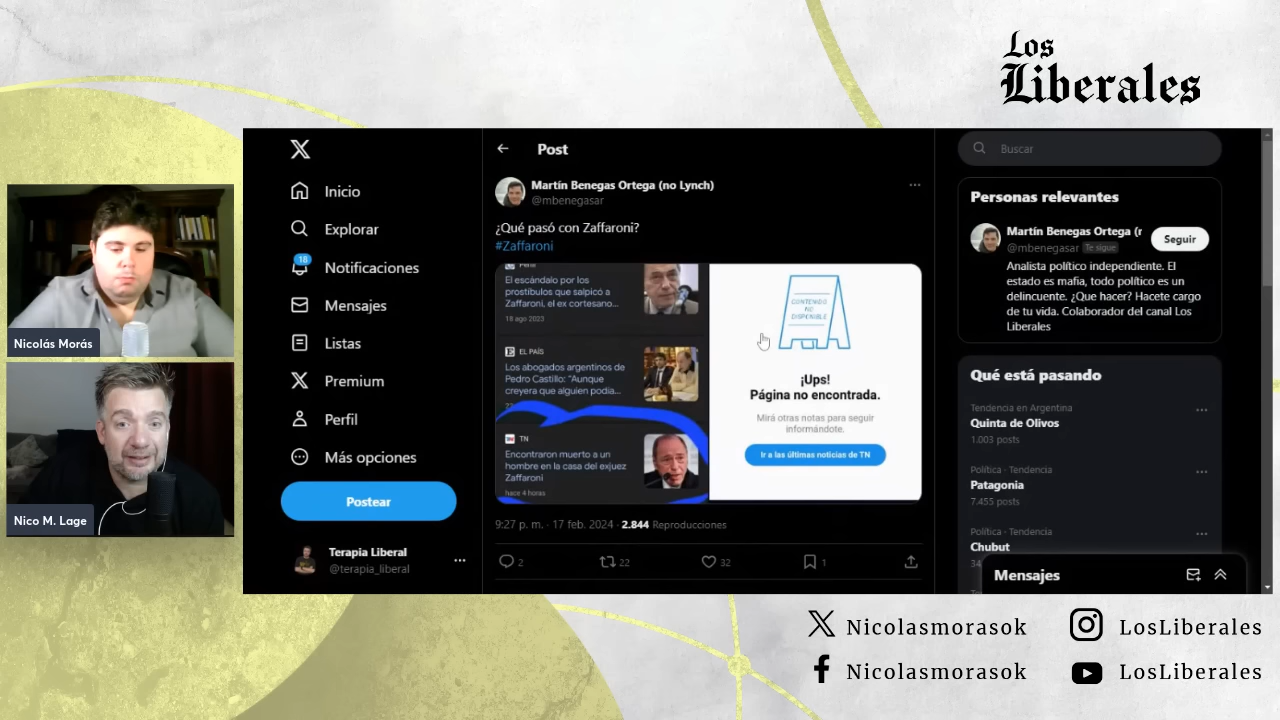 Los
Liberales
Nicolás Morás
Nico M. Lage
Inicio
Explorar
18
Notificaciones
Mensajes
Listas
Premium
Perfil
Más opciones
Postear
Terapia Liberal
@terapia_liberal
Post
Martín Benegas Ortega (no Lynch)
@mbenegasar
¿Qué pasó con Zaffaroni?
#Zaffaroni
El escándalo por los
prostíbulos que salpicó a
Zaffaroni, el ex cortesano...
18 ago 2023
EL PAÍS
Los abogados argentinos de
Pedro Castillo: "Aunque
creyera que alguien podía...
TN
Encontraron muerto a un
hombre en la casa del exjuez
Zaffaroni
hace 4 horas
CONTENIDO
NO
DISPONIBLE
¡Ups!
Página no encontrada.
Mirá otras notas para seguir
informándote.
Ir a las últimas noticias de TN
9:27 p. m. · 17 feb. 2024 · 2.844 Reproducciones
2
22
32
1
Buscar
Personas relevantes
Martín Benegas Ortega (r
@mbenegasar Te sigue
Seguir
Analista político independiente. El
estado es mafia, todo político es un
delincuente. ¿Que hacer? Hacete cargo
de tu vida. Colaborador del canal Los
Liberales
Qué está pasando
Tendencia en Argentina
Quinta de Olivos
1.003 posts
Política · Tendencia
Patagonia
7.455 posts
Política · Tendencia
Chubut
34
Mensajes
Nicolasmorasok
LosLiberales
Nicolasmorasok
LosLiberales